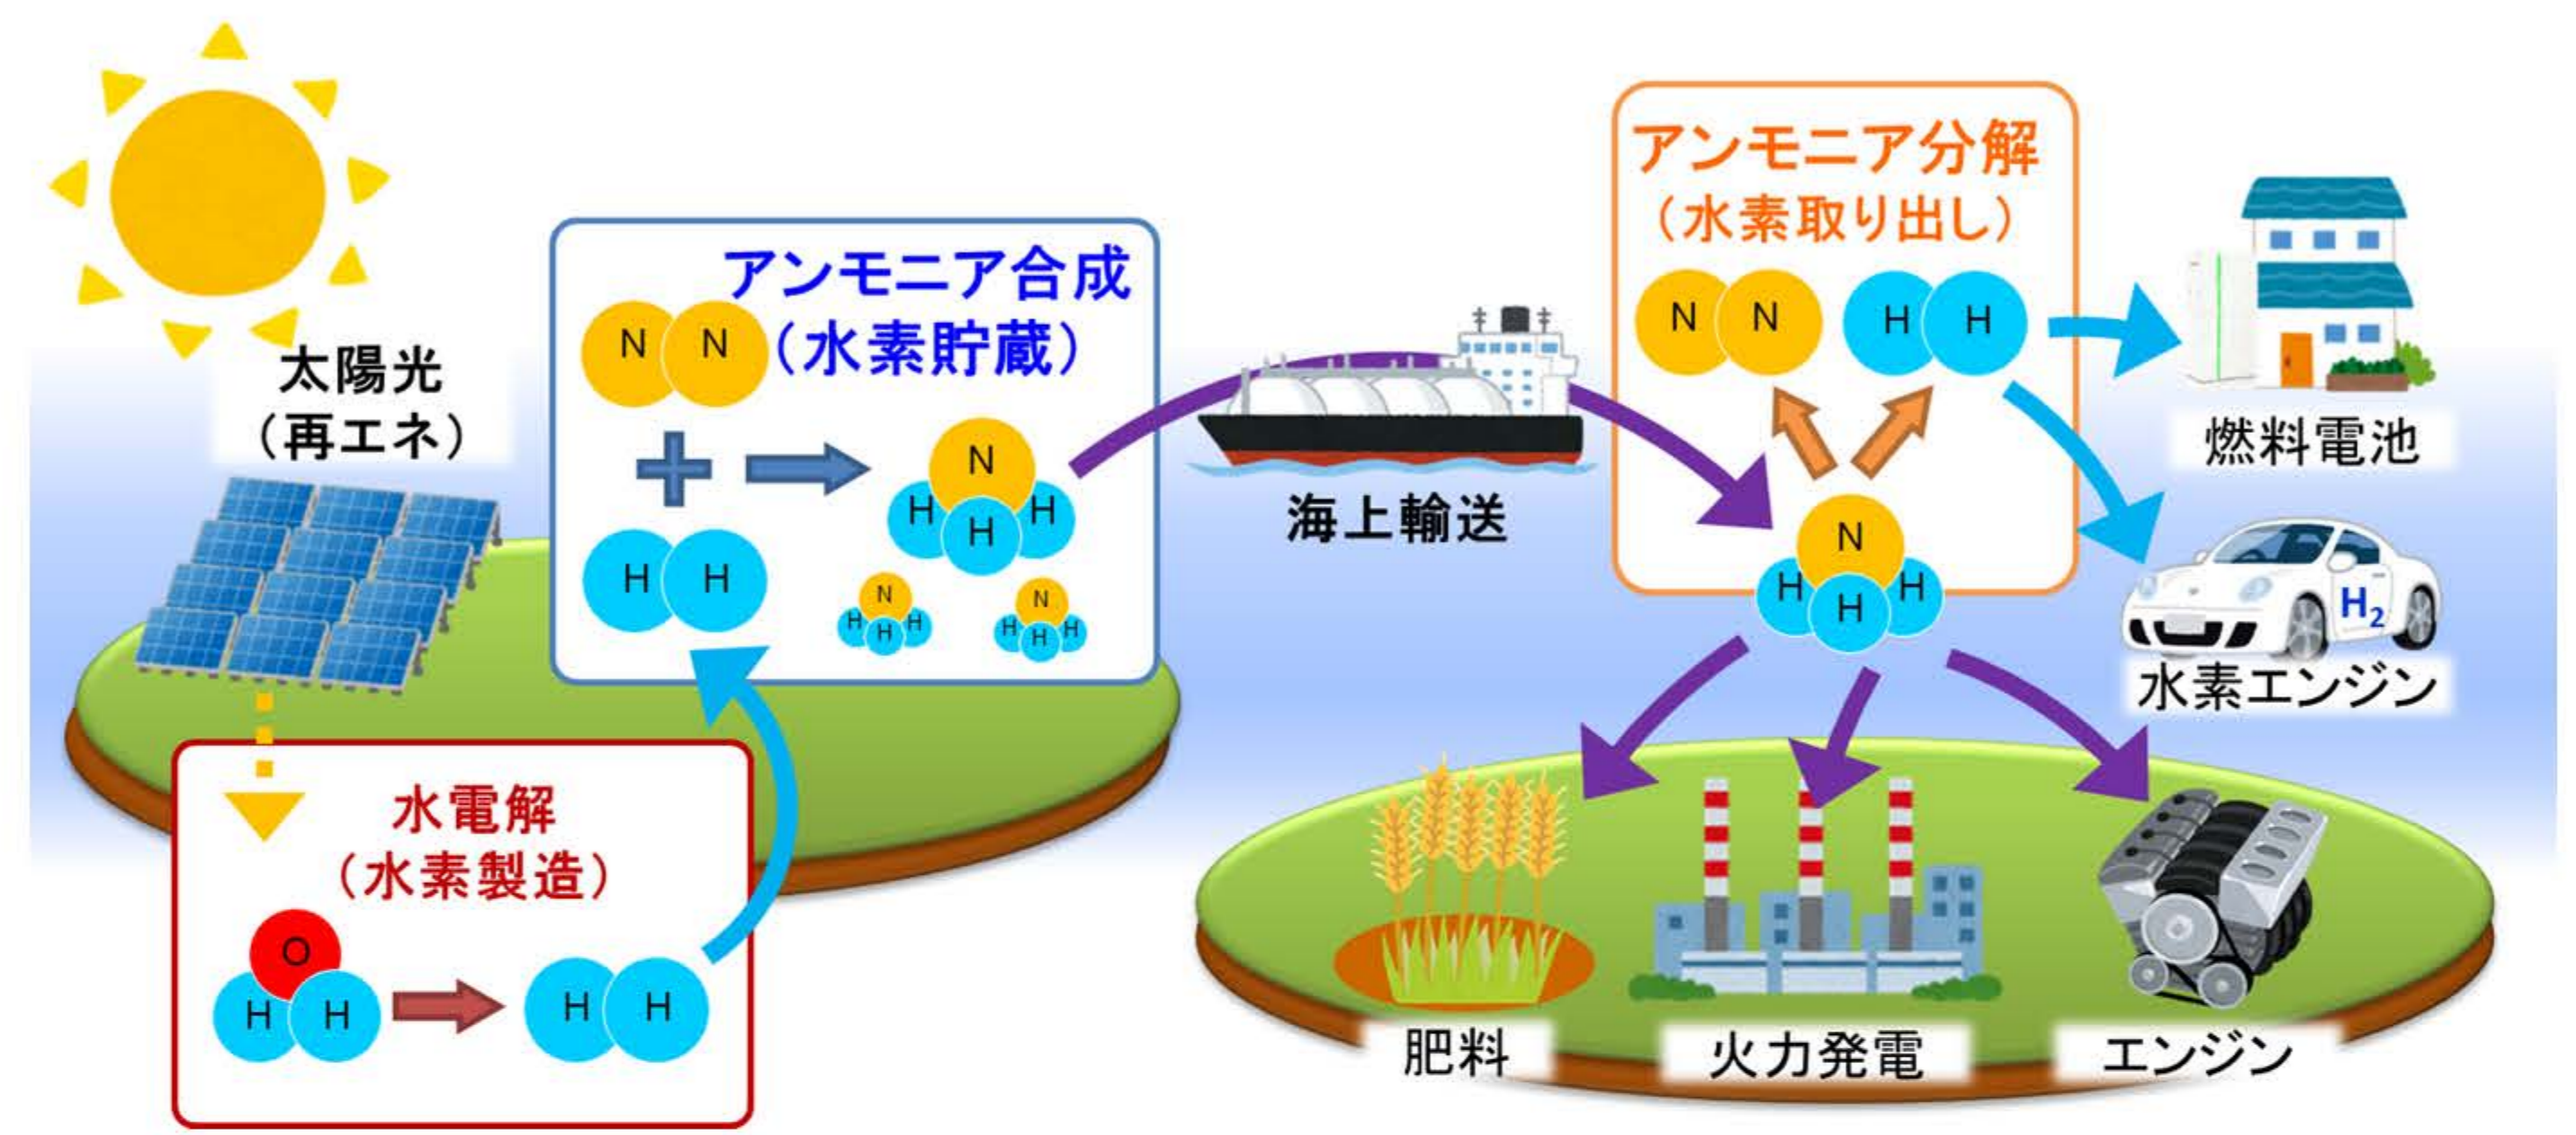 太陽光
（再エネ）
水電解
（水素製造）
O
H H
H H
アンモニア合成
（水素貯蔵）
N N
H H
N
H H H
N
H H H
N
H H H
海上輸送
アンモニア分解
（水素取り出し）
N N
H H
N
H H H
燃料電池
H₂
水素エンジン
肥料
火力発電
エンジン